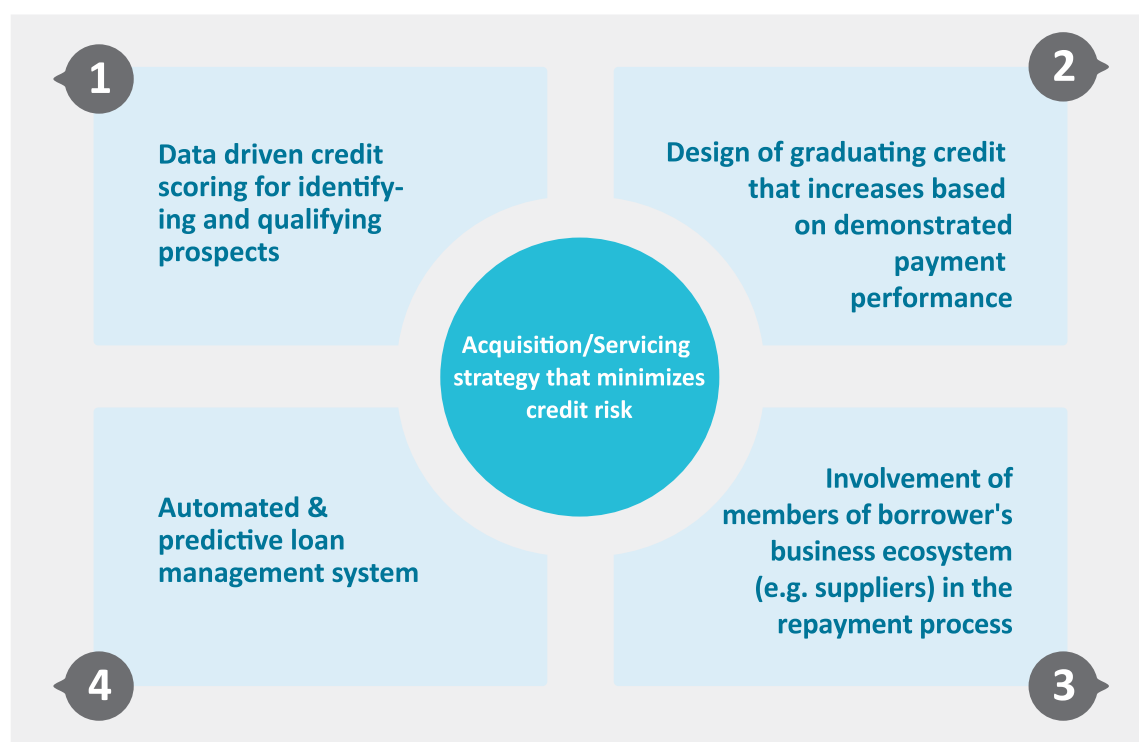 1
Data driven credit
scoring for identify-
ing and qualifying
prospects
2
Design of graduating credit
that increases based
on demonstrated
payment
performance
Acquisition/Servicing
strategy that minimizes
credit risk
Involvement of
members of borrower's
business ecosystem
(e.g. suppliers) in the
repayment process
3
Automated &
predictive loan
management system
4